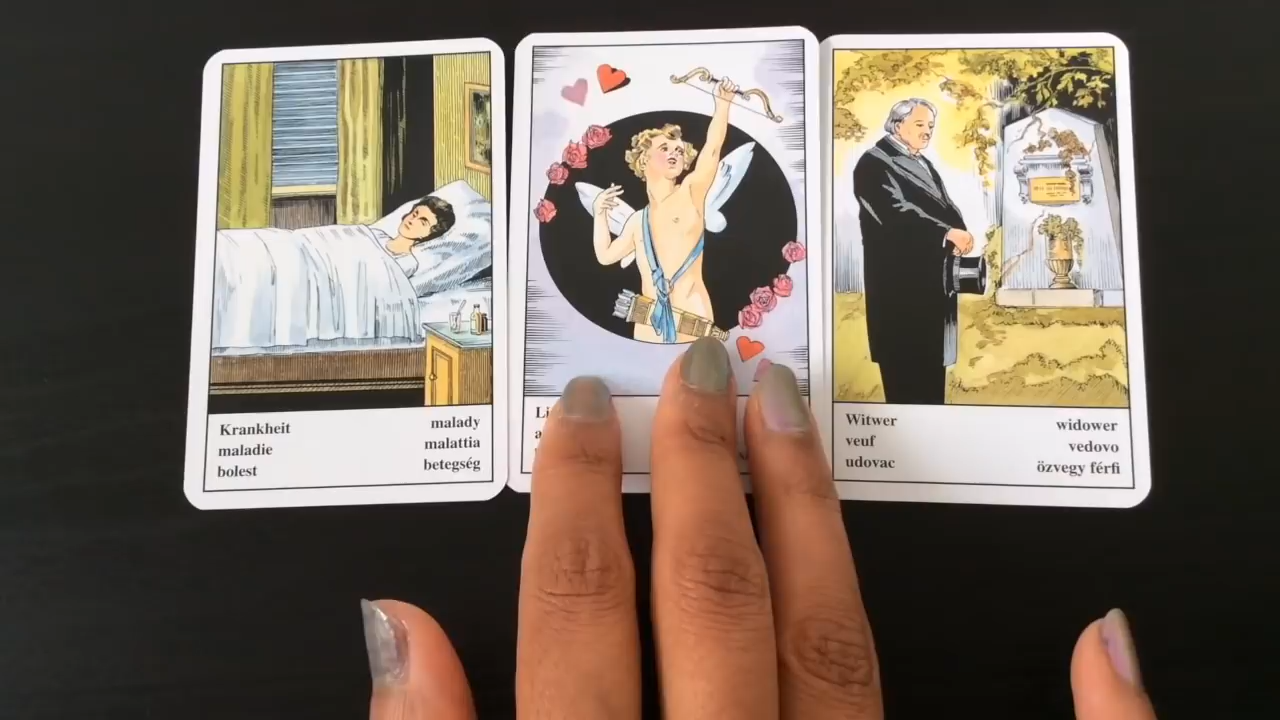 Krankheit malady
maladie malattia
bolest betegség
Witwer widower
veuf vedovo
udovac özvegy férfi